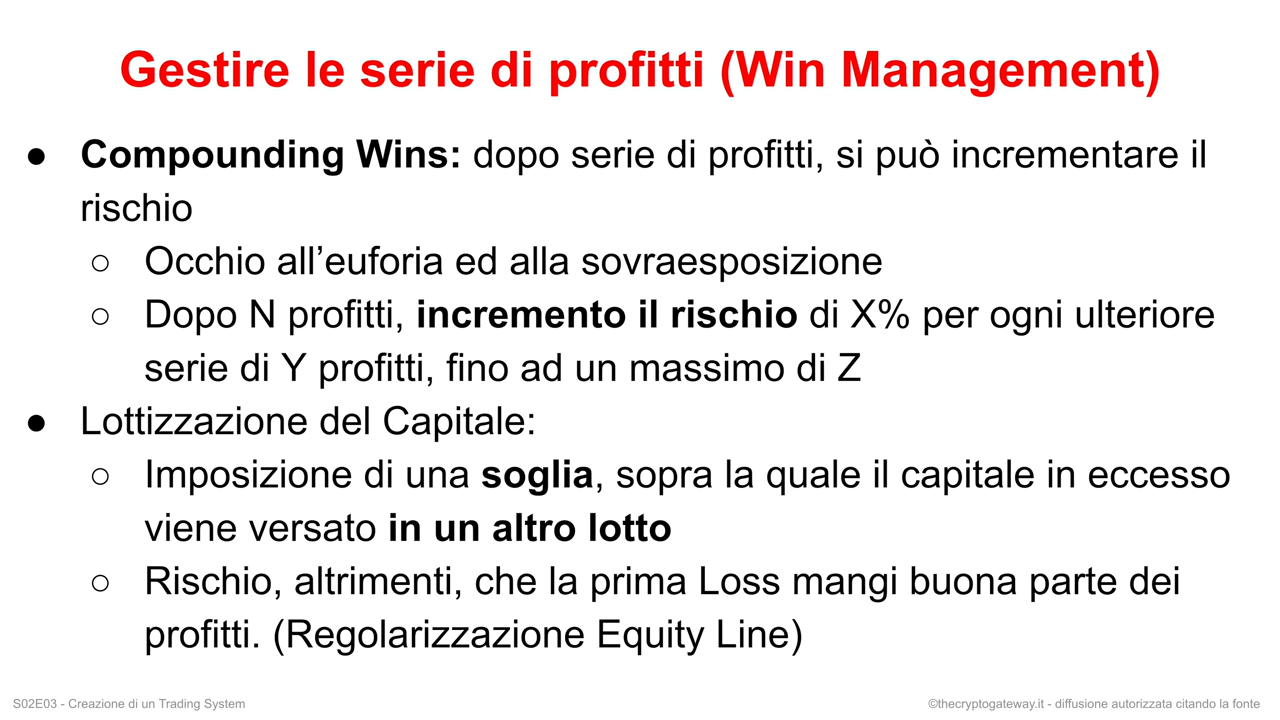 Gestire le serie di profitti (Win Management)
● Compounding Wins: dopo serie di profitti, si può incrementare il
rischio
○ Occhio all’euforia ed alla sovraesposizione
○ Dopo N profitti, incremento il rischio di X% per ogni ulteriore
serie di Y profitti, fino ad un massimo di Z
● Lottizzazione del Capitale:
○ Imposizione di una soglia, sopra la quale il capitale in eccesso
viene versato in un altro lotto
○ Rischio, altrimenti, che la prima Loss mangi buona parte dei
profitti. (Regolarizzazione Equity Line)
S02E03 - Creazione di un Trading System
©thecryptogateway.it - diffusione autorizzata citando la fonte